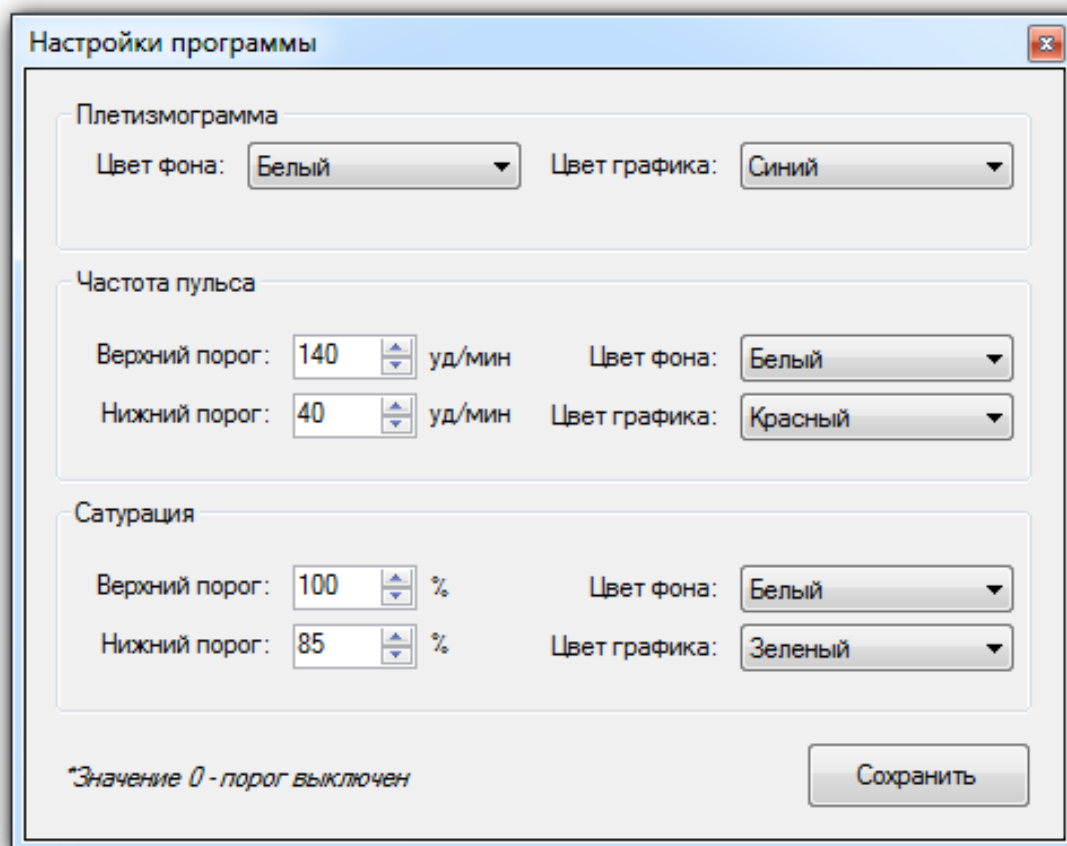 Настройки программы
Плетизмограмма
Цвет фона: Белый Цвет графика: Синий
Частота пульса
Верхний порог: 140 уд/мин Цвет фона: Белый
Нижний порог: 40 уд/мин Цвет графика: Красный
Сатурация
Верхний порог: 100 % Цвет фона: Белый
Нижний порог: 85 % Цвет графика: Зеленый
*Значение 0 - порог выключен Сохранить